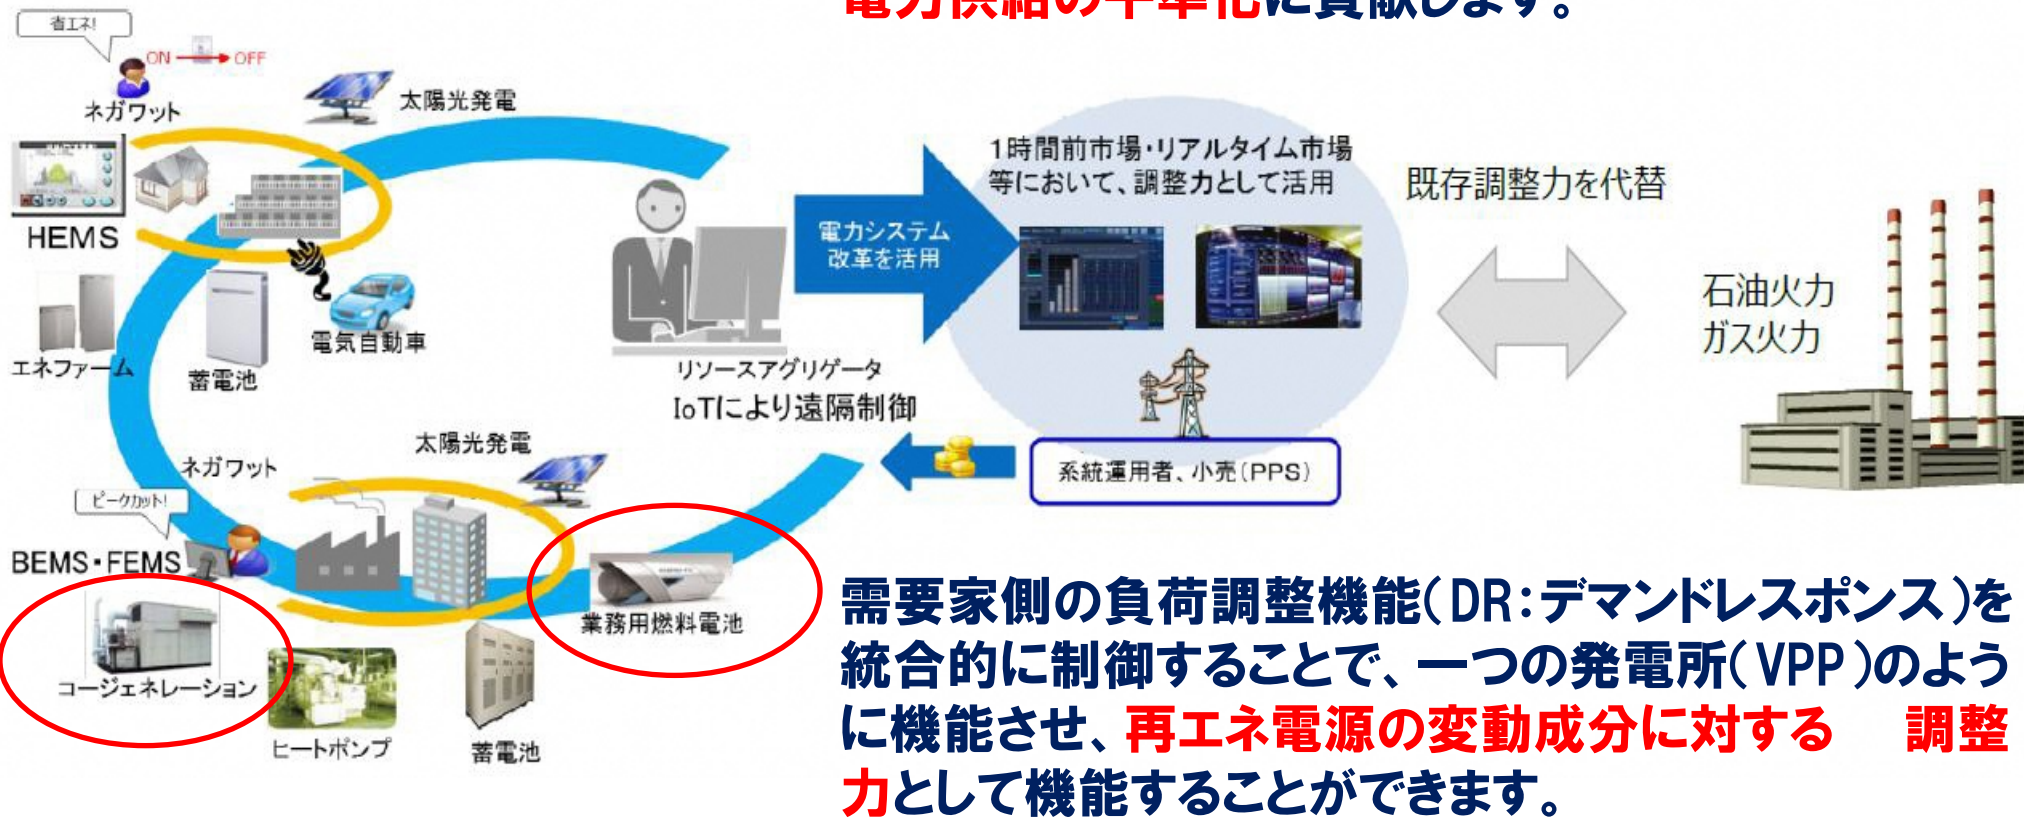 電力供給の平準化に貢献します。
省エネ!
ON
OFF
ネガワット
太陽光発電
HEMS
エネファーム
蓄電池
電気自動車
リソースアグリゲータ
IoTにより遠隔制御
電力システム
改革を活用
1時間前市場・リアルタイム市場
等において、調整力として活用
既存調整力を代替
石油火力
ガス火力
系統運用者、小売(PPS)
太陽光発電
ネガワット
ピークカット!
BEMS・FEMS
業務用燃料電池
コージェネレーション
ヒートポンプ
蓄電池
需要家側の負荷調整機能(DR:デマンドレスポンス)を
統合的に制御することで、一つの発電所(VPP)のよう
に機能させ、再エネ電源の変動成分に対する 調整
力として機能することができます。